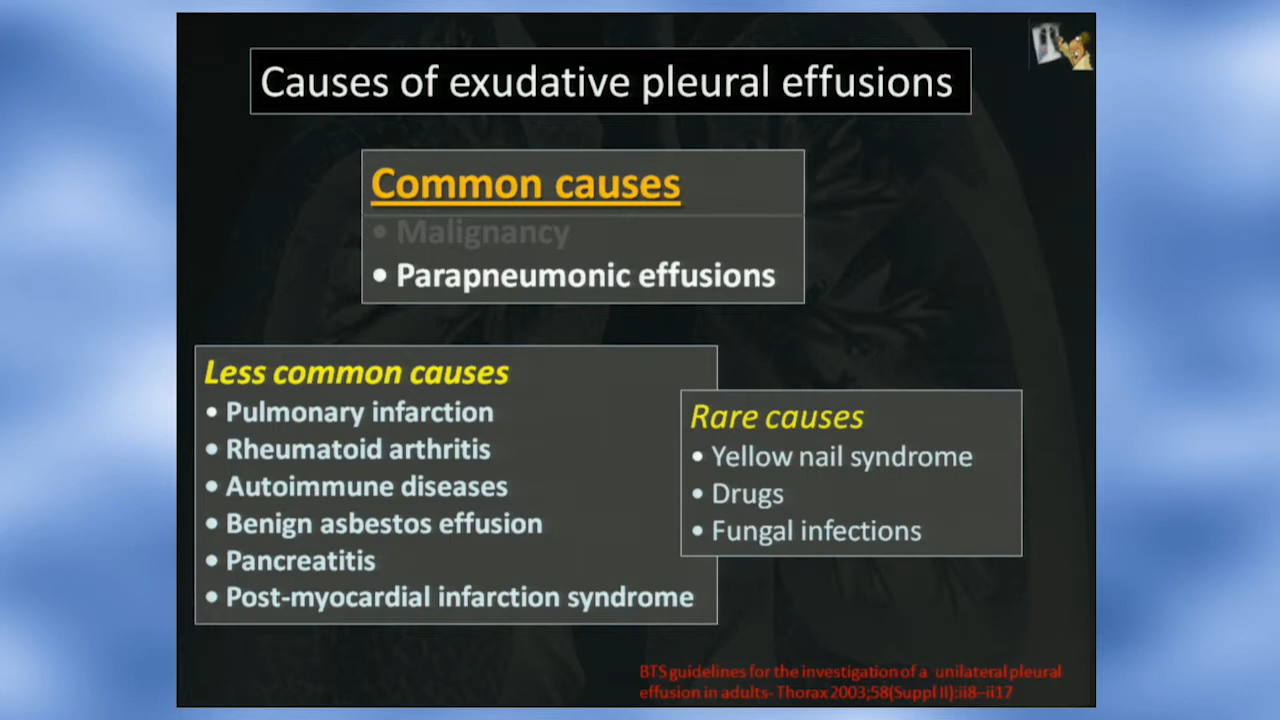 Causes of exudative pleural effusions
Common causes
• Malignancy
• Parapneumonic effusions
Less common causes
• Pulmonary infarction
• Rheumatoid arthritis
• Autoimmune diseases
• Benign asbestos effusion
• Pancreatitis
• Post-myocardial infarction syndrome
Rare causes
• Yellow nail syndrome
• Drugs
• Fungal infections
BTS guidelines for the investigation of a unilateral pleural
effusion in adults- Thorax 2003;58(Suppl II):ii8–ii17